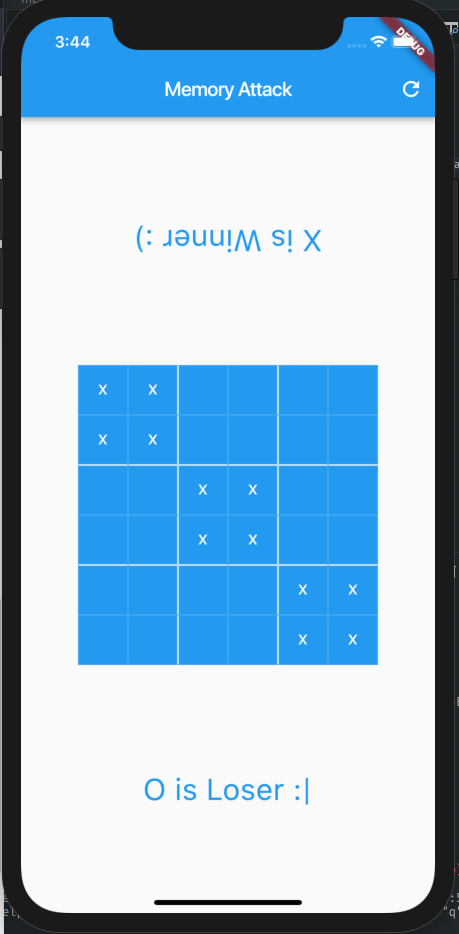 3:44
DEBUG
Memory Attack
X is Winner :)
x x
x x
x x
x x
x x
x x
O is Loser :|